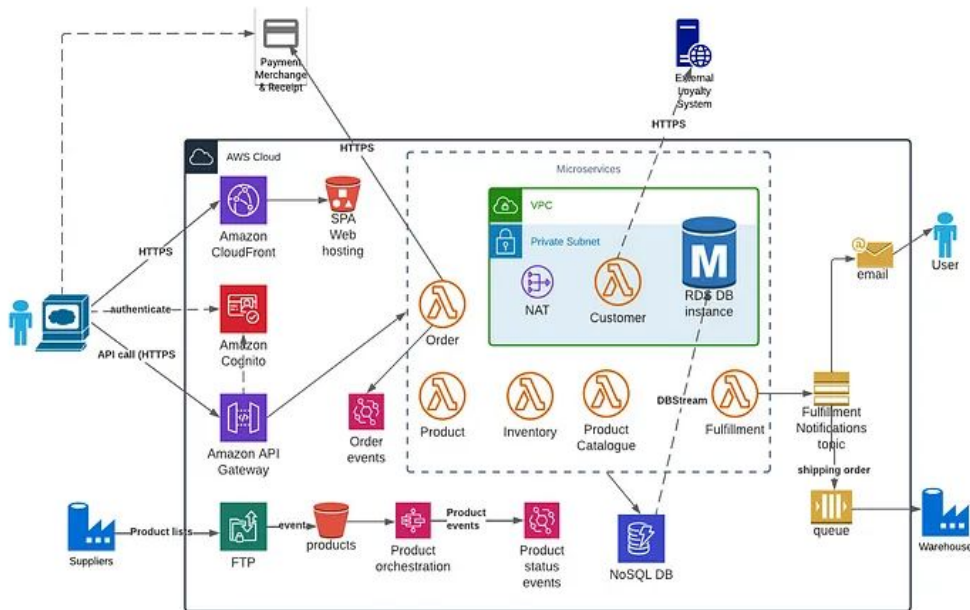 Payment
Merchange
& Receipt
External
Loyalty
System
HTTPS
HTTPS
AWS Cloud
Microservices
VPC
Private Subnet
Amazon
CloudFront
SPA
Web
hosting
HTTPS
NAT
Customer
RDS DB
instance
M
email
User
authenticate
Amazon
Cognito
Order
API call (HTTPS
Amazon API
Gateway
Order
events
Product
Inventory
Product
Catalogue
DBStream
Fulfillment
Fulfillment
Notifications
topic
shipping order
queue
Warehouse
Suppliers
Product lists
FTP
event
products
Product
orchestration
Product
events
Product
status
events
NoSQL DB